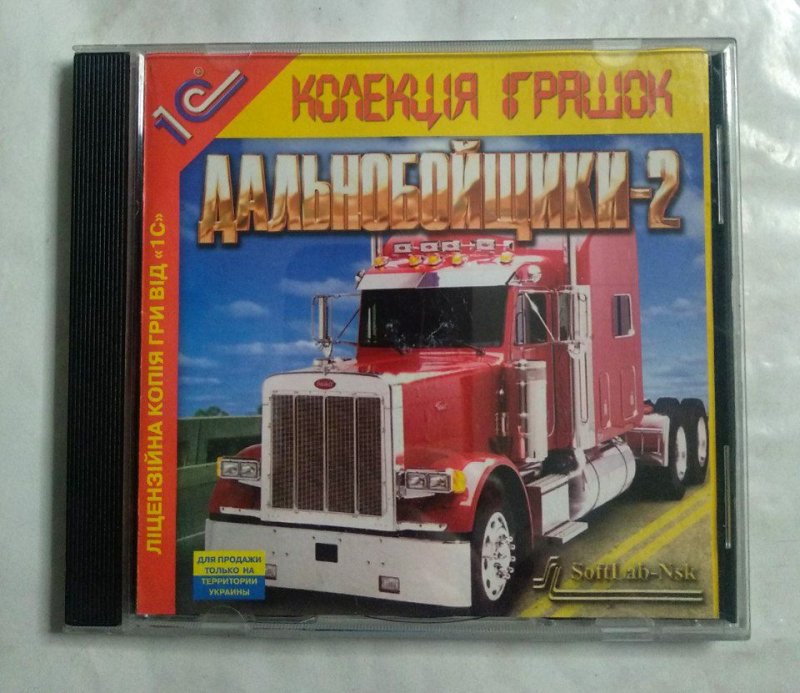 1С
КОЛЕКЦІЯ ІГРАШОК
ДАЛЬНОБОЙЩИКИ-2
ЛІЦЕНЗІЙНА КОПІЯ ГРИ ВІД «1С»
ДЛЯ ПРОДАЖИ
ТОЛЬКО НА
ТЕРРИТОРИИ
УКРАИНЫ
SoftLab-Nsk